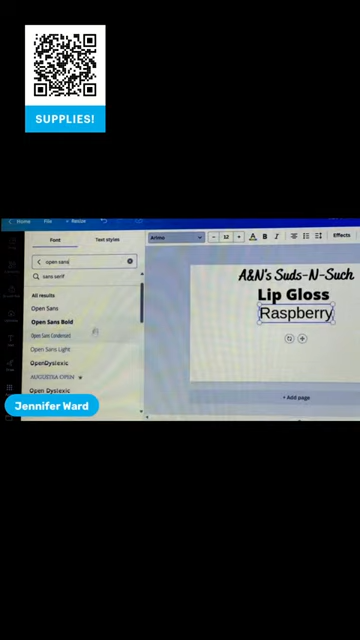 SUPPLIES!
Home File Resize
Font Text styles
Arimo - 12 + A B I Effects
open sans
sans serif
All results
Open Sans
Open Sans Bold
Open Sans Condensed
Open Sans Light
OpenDyslexic
AUGUSTA OPEN
Open Dyslexic
A&N's Suds-N-Such
Lip Gloss
Raspberry
+ Add page
Jennifer Ward